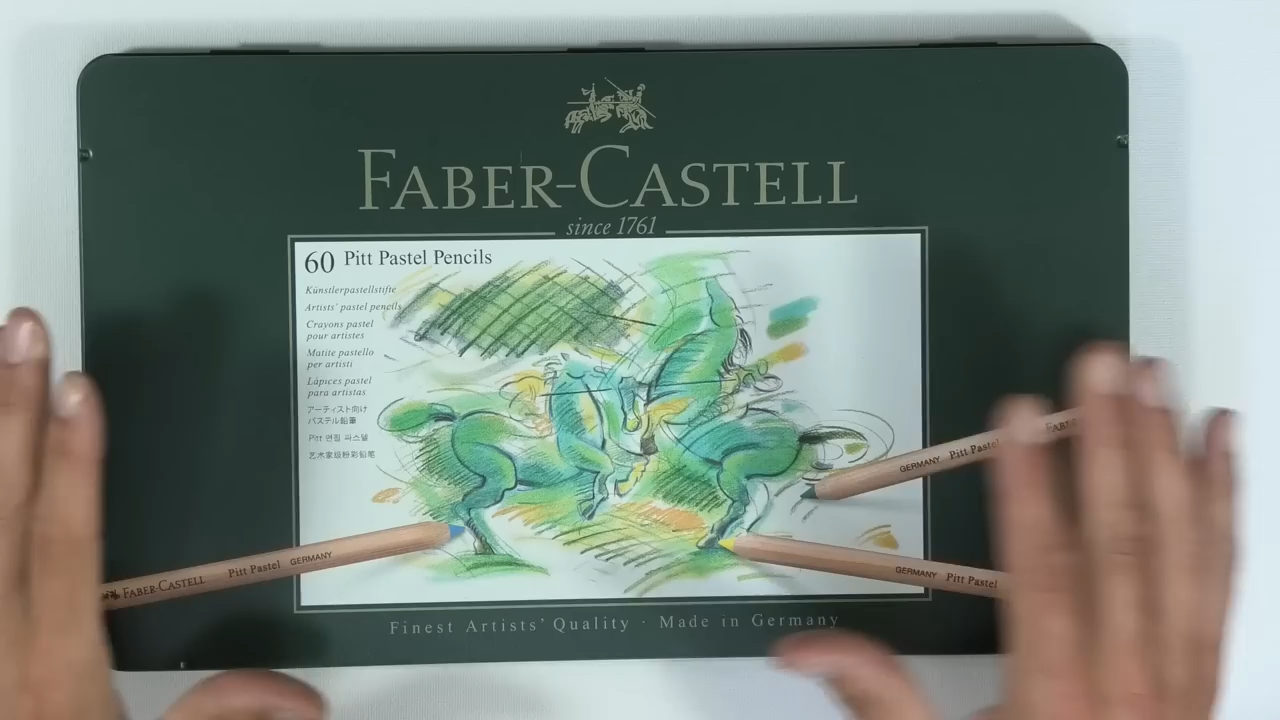 FABER-CASTELL
since 1761
60 Pitt Pastel Pencils
Künstlerpastellstifte
Artists' pastel pencils
Crayons pastel
pour artistes
Matite pastello
per artisti
Lápices pastel
para artistas
アーティスト向け
パステル鉛筆
Pitt 연필 파스텔
艺术家级粉彩铅笔
GERMANY Pitt Pastel
FABER-CASTELL Pitt Pastel GERMANY
GERMANY Pitt Pastel
Finest Artists' Quality · Made in Germany